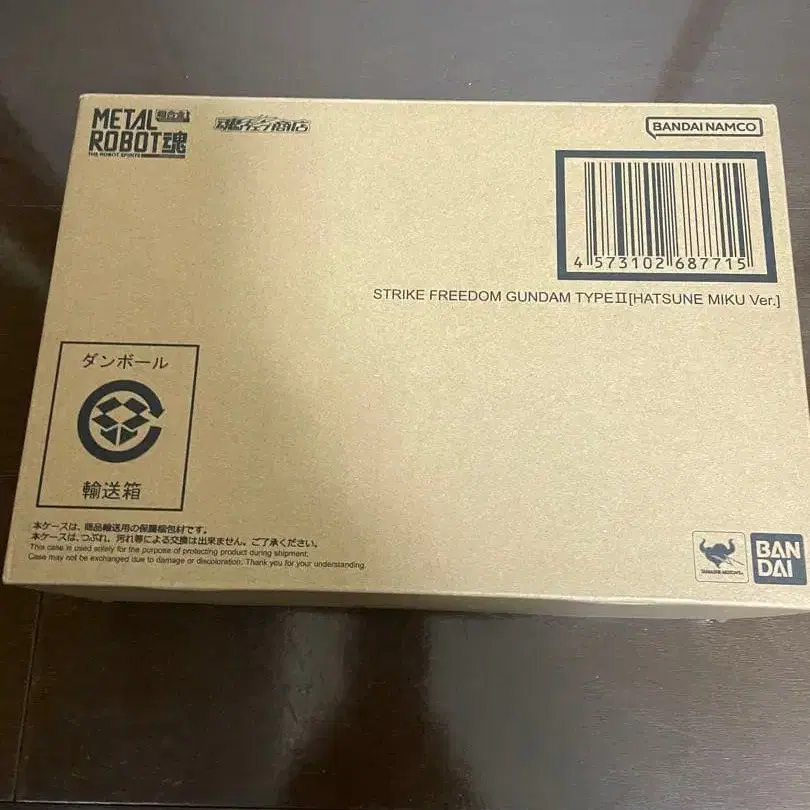 METAL
ROBOT魂
THE ROBOT SPIRITS
超合金
魂ウェブ商店
BANDAI NAMCO
4 573102 687715
STRIKE FREEDOM GUNDAM TYPEⅡ[HATSUNE MIKU Ver.]
ダンボール
輸送箱
本ケースは、商品輸送用の保護梱包材です。
本ケースは、つぶれ、汚れ等による交換は出来ません。ご了承ください。
This case is used solely for the purpose of protecting product during shipment.
Case may not be exchanged due to damage or discoloration. Thank you for your understanding.
TAMASHII NATIONS
BAN
DAI